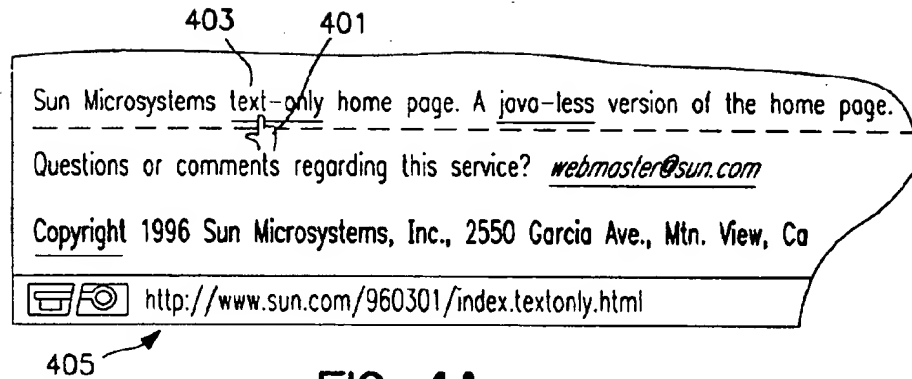 403 401
Sun Microsystems text-only home page. A java-less version of the home page.
Questions or comments regarding this service? webmaster@sun.com
Copyright 1996 Sun Microsystems, Inc., 2550 Garcia Ave., Mtn. View, Ca
http://www.sun.com/960301/index.textonly.html
405